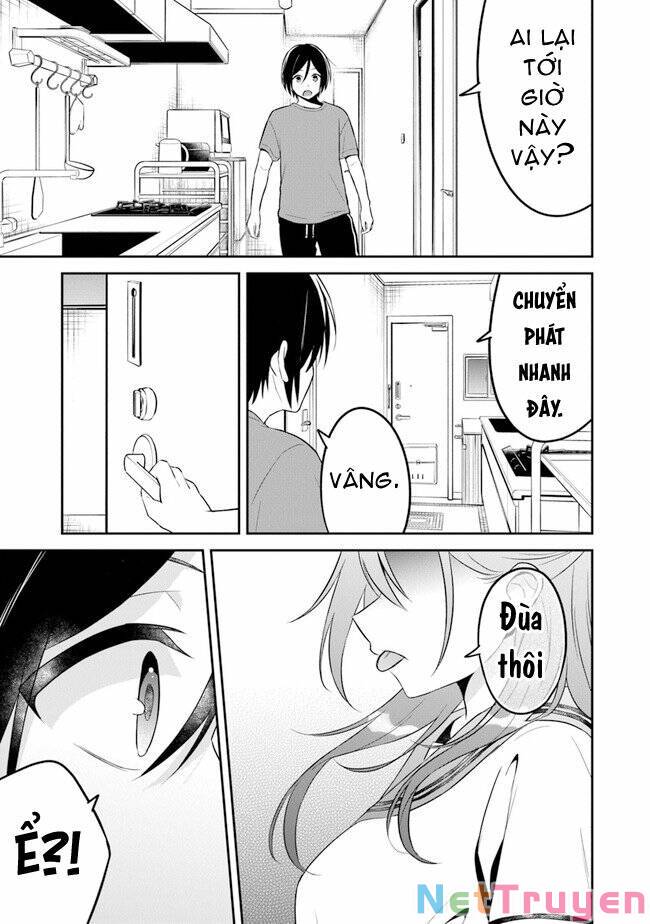 AI LẠI
TỚI
GIỜ
NÀY
VẬY?
CHUYỂN
PHÁT
NHANH
ĐÂY.
VÂNG.
Đùa
thôi
Ể?!
NetTruyen